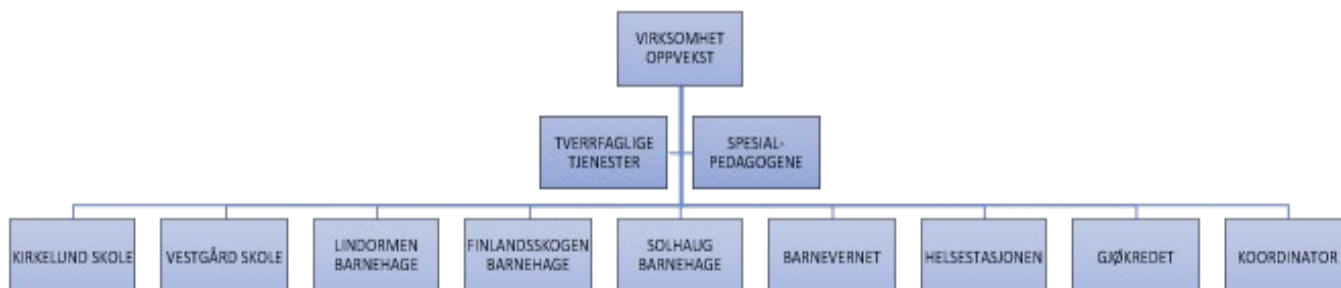 VIRKSOMHET
OPPVEKST
TVERRFAGLIGE
TJENESTER
SPESIAL-
PEDAGOGENE
KIRKELUND SKOLE
VESTGÅRD SKOLE
LINDORMEN
BARNEHAGE
FINLANDSSKOGEN
BARNEHAGE
SOLHAUG
BARNEHAGE
BARNEVERNET
HELSESTASJONEN
GJØKREDET
KOORDINATOR